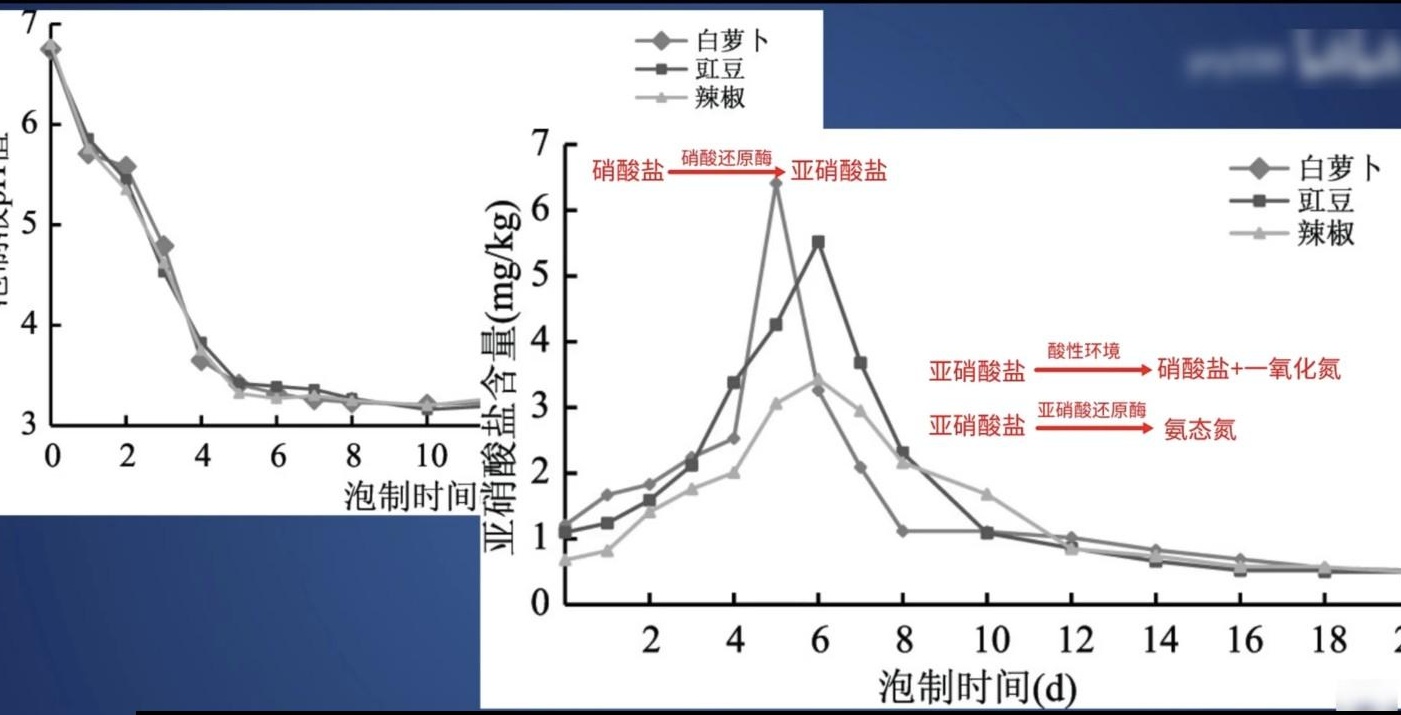 7
6
5
4
3
0 2 4 6 8 10
泡制时间
白萝卜
豇豆
辣椒
亚硝酸盐含量(mg/kg)
7
6
5
4
3
2
1
0
2 4 6 8 10 12 14 16 18
泡制时间(d)
硝酸盐 硝酸还原酶 亚硝酸盐
白萝卜
豇豆
辣椒
亚硝酸盐 酸性环境 硝酸盐+一氧化氮
亚硝酸盐 亚硝酸还原酶 氨态氮